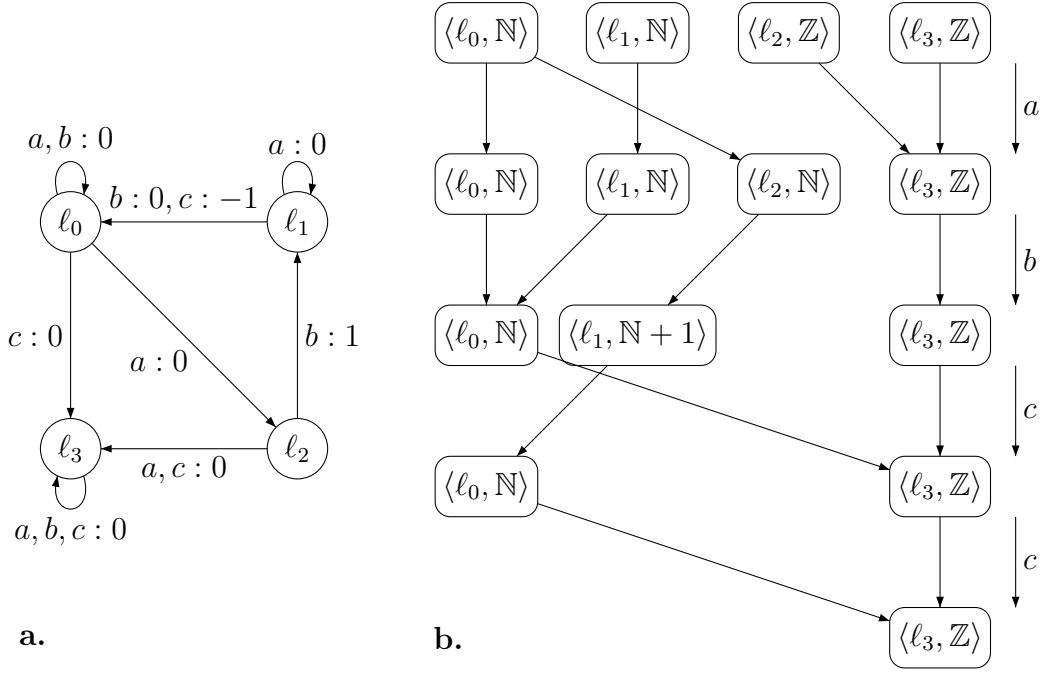 a, b : 0
a : 0
b : 0, c : −1
ℓ₀
ℓ₁
c : 0
a : 0
b : 1
ℓ₃
ℓ₂
a, c : 0
a, b, c : 0
a.
⟨ℓ₀, ℕ⟩ ⟨ℓ₁, ℕ⟩ ⟨ℓ₂, ℤ⟩ ⟨ℓ₃, ℤ⟩
a
⟨ℓ₀, ℕ⟩ ⟨ℓ₁, ℕ⟩ ⟨ℓ₂, ℕ⟩ ⟨ℓ₃, ℤ⟩
b
⟨ℓ₀, ℕ⟩ ⟨ℓ₁, ℕ + 1⟩ ⟨ℓ₃, ℤ⟩
c
⟨ℓ₀, ℕ⟩ ⟨ℓ₃, ℤ⟩
c
⟨ℓ₃, ℤ⟩
b.